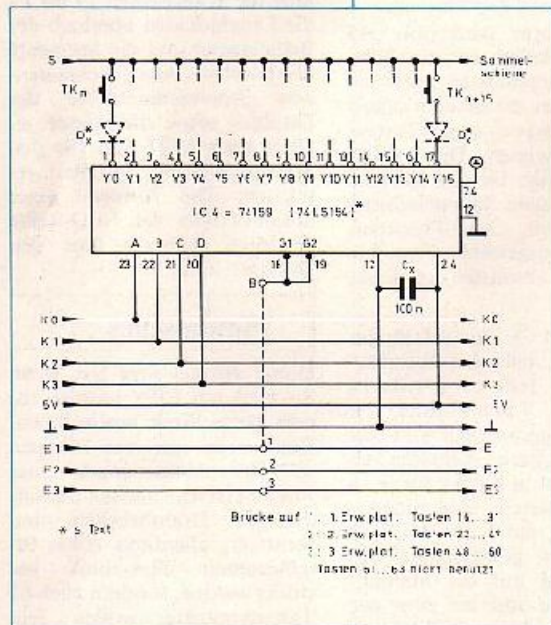 S
Sammel-
schiene
TKn
TKn+15
Dx*
Dx*
1 2 3 4 5 6 7 8 9 10 11 13 14 15 16 17
Y0 Y1 Y2 Y3 Y4 Y5 Y6 Y7 Y8 Y9 Y10 Y11 Y12 Y13 Y14 Y15
24
12
IC 4 = 74159 (74LS154)*
A B C D G1 G2
23 22 21 20 18 19 12 24
B
Cx
100n
K0 K0
K1 K1
K2 K2
K3 K3
5V 5V
E1 1
E2 2 E2
E3 3 E3
* s. Text
Brücke auf 1: 1. Erw.plat. Tasten 16...31
2: 2. Erw.plat. Tasten 32...47
3: 3. Erw.plat. Tasten 48...60
Tasten 61...63 nicht benutzt